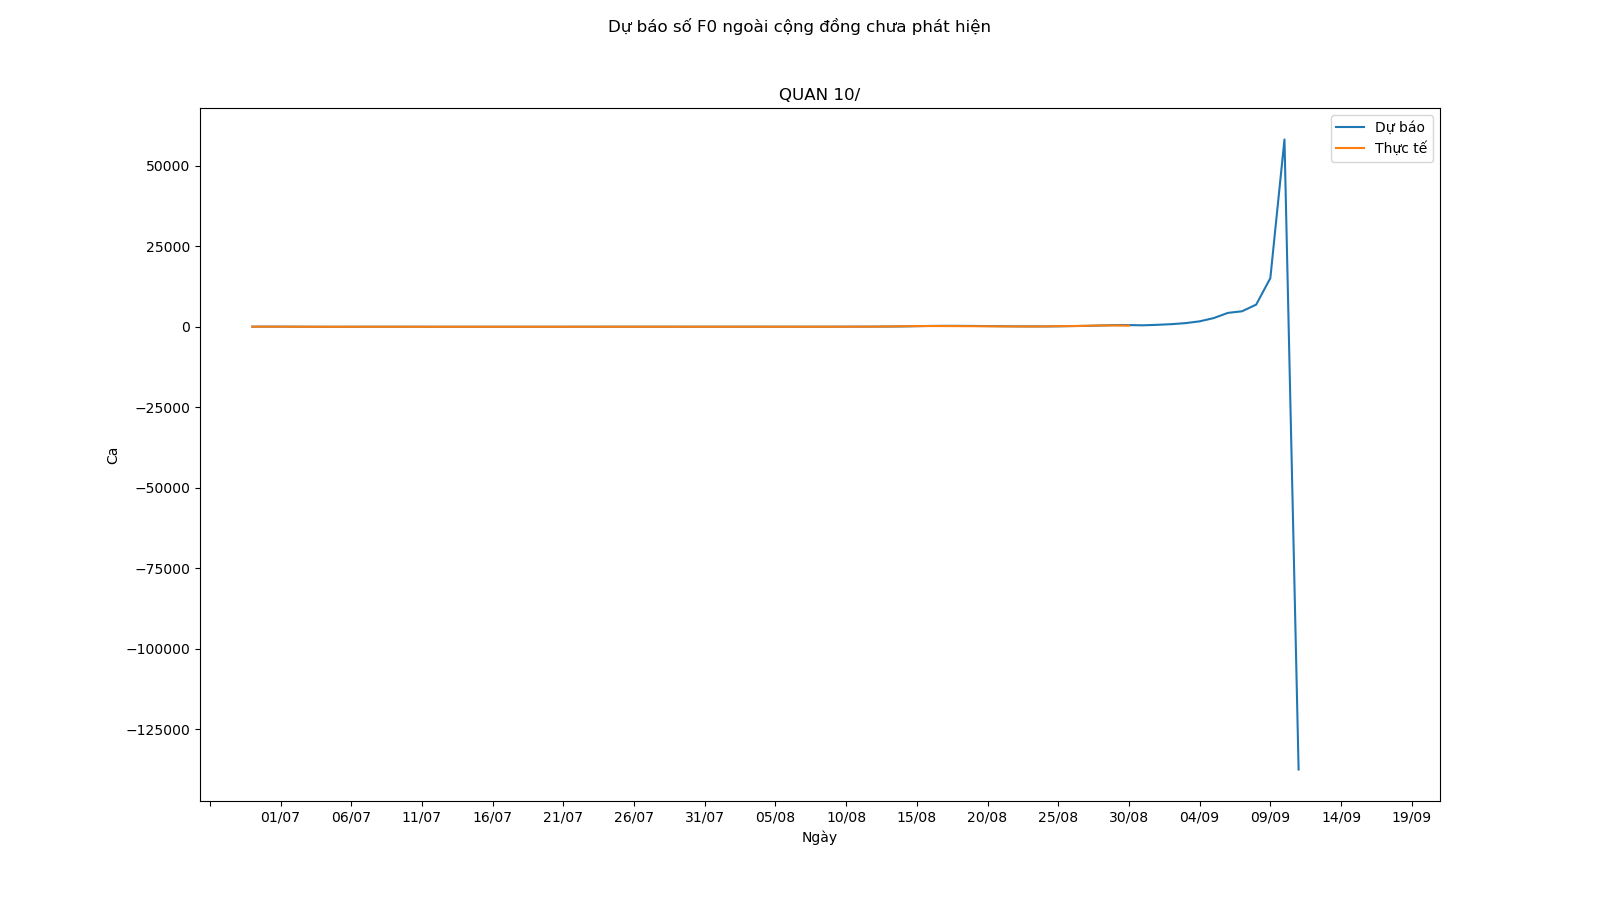 Dự báo số F0 ngoài cộng đồng chưa phát hiện
QUAN 10/
Dự báo
Thực tế
50000
25000
0
−25000
−50000
−75000
−100000
−125000
Ca
01/07 06/07 11/07 16/07 21/07 26/07 31/07 05/08 10/08 15/08 20/08 25/08 30/08 04/09 09/09 14/09 19/09
Ngày